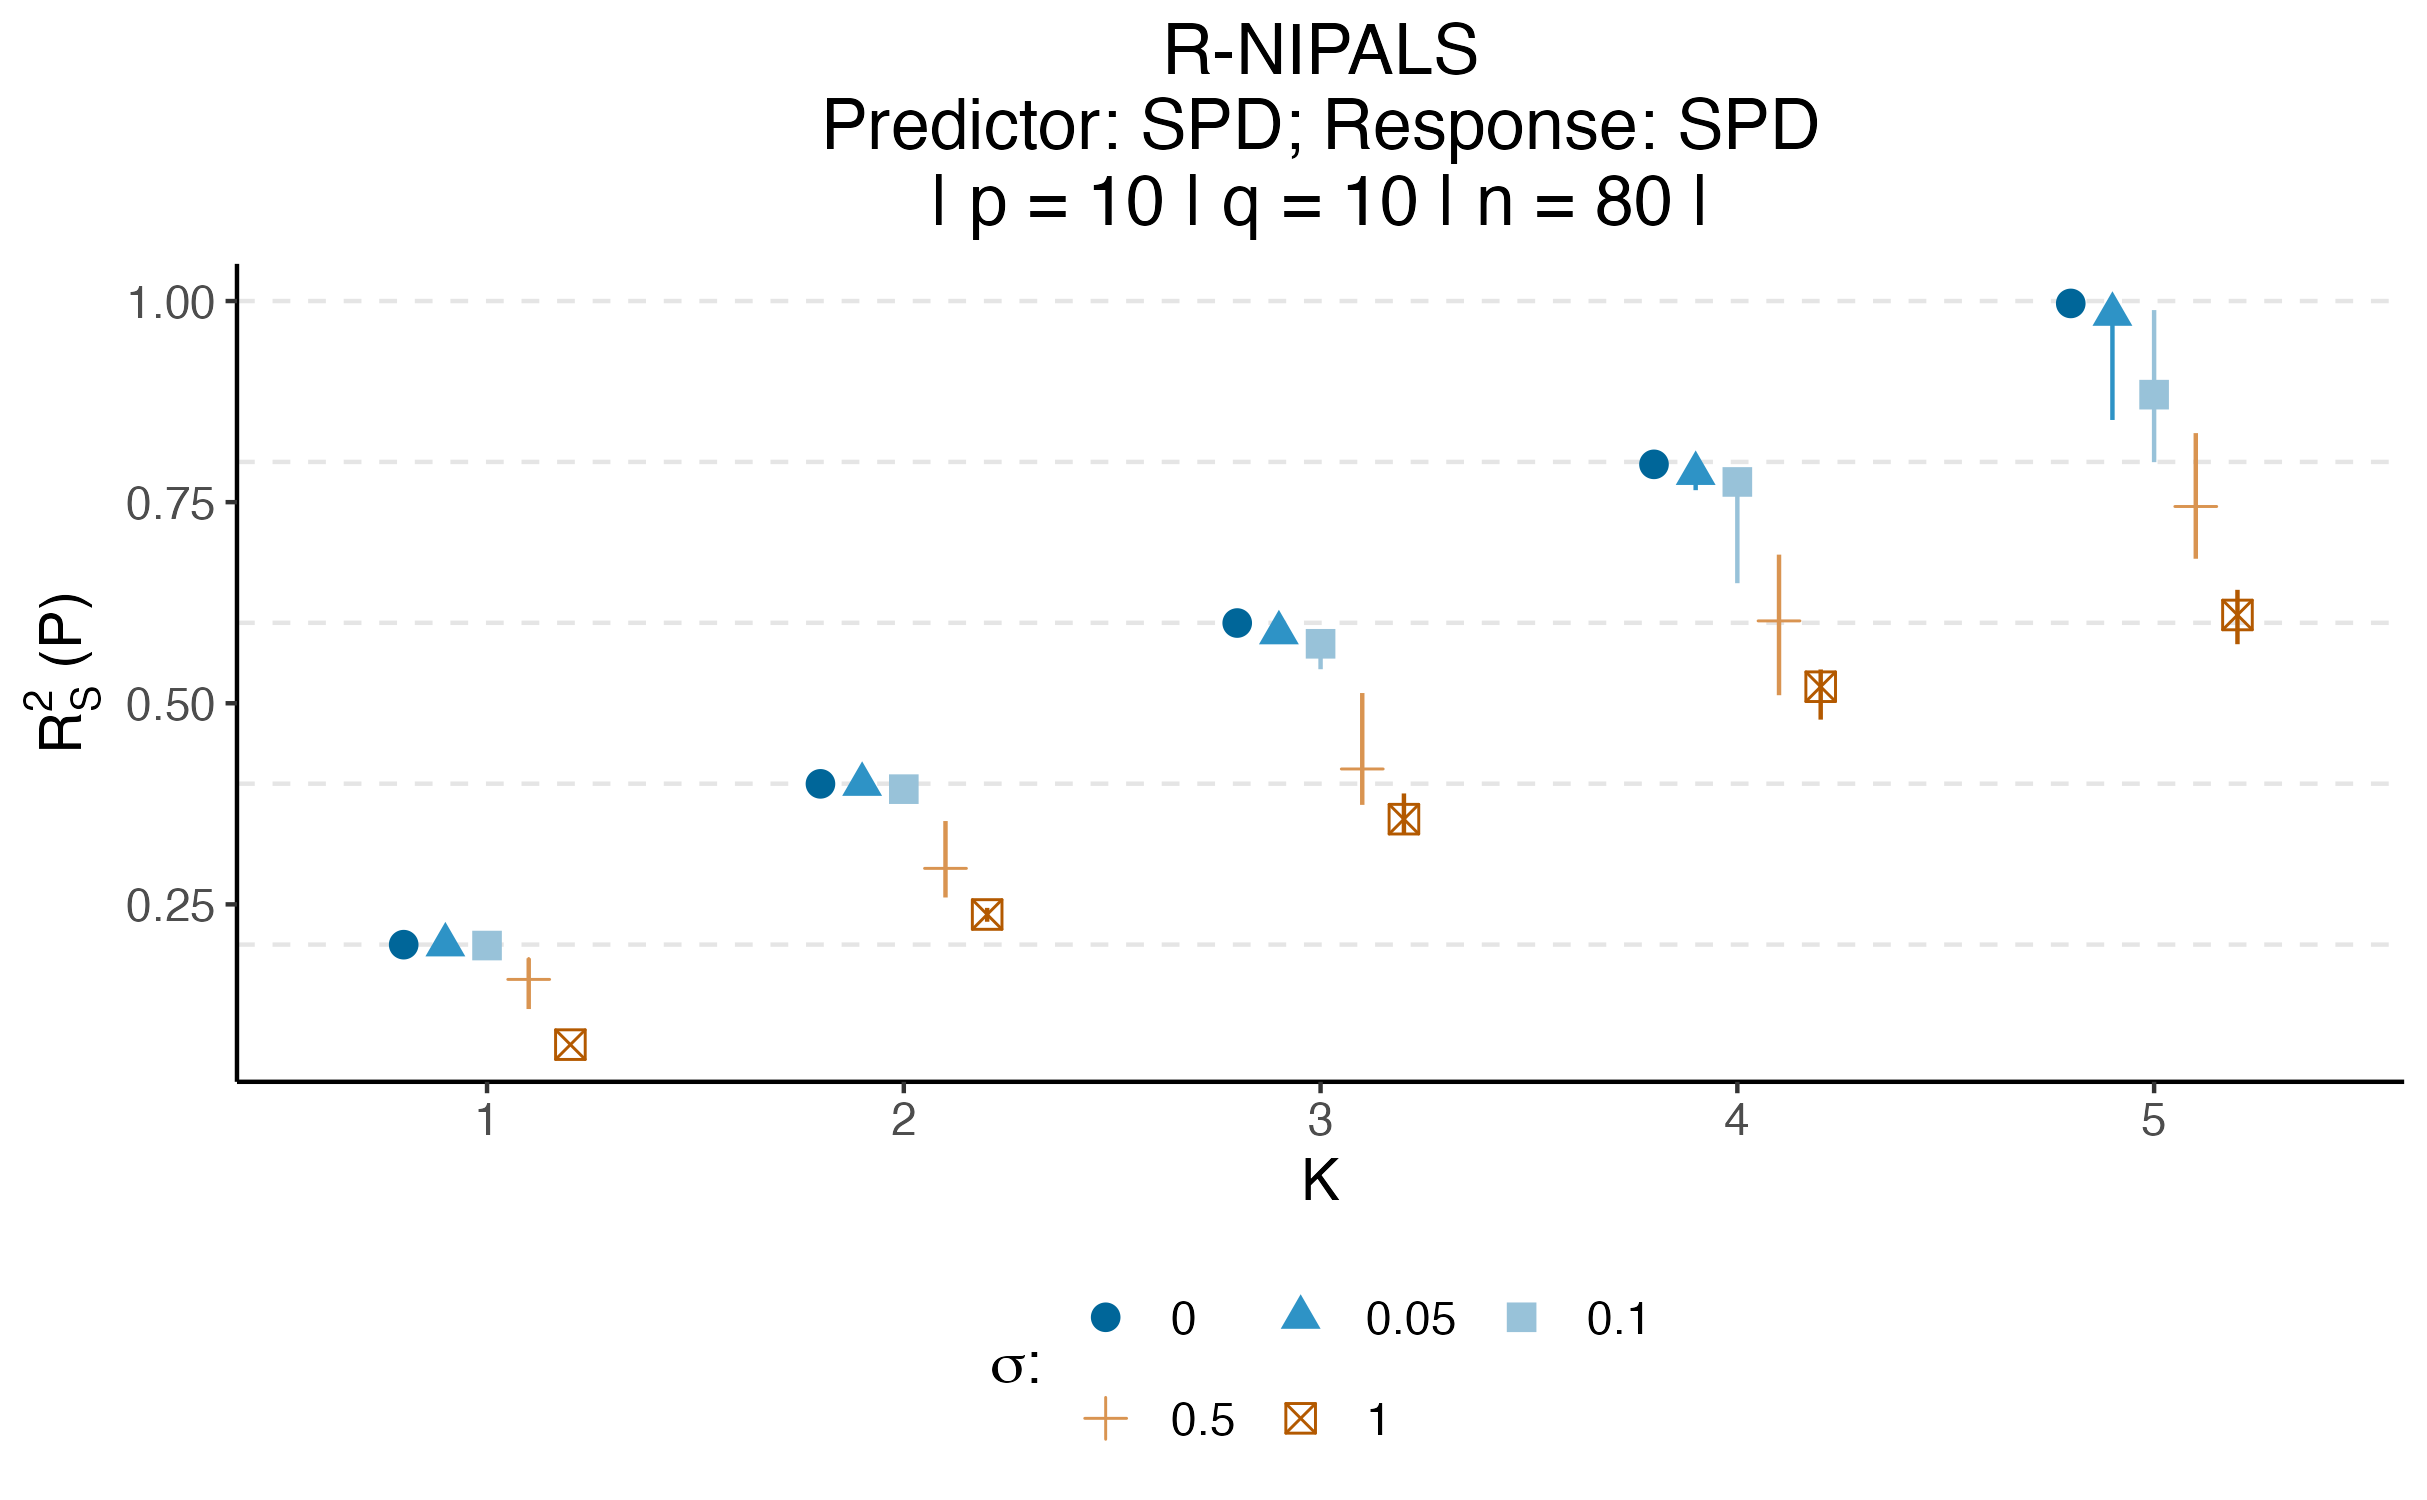 R-NIPALS
Predictor: SPD; Response: SPD
| p = 10 | q = 10 | n = 80 |
R²S (P)
1.00
0.75
0.50
0.25
1 2 3 4 5
K
σ:
0 0.05 0.1
0.5 1